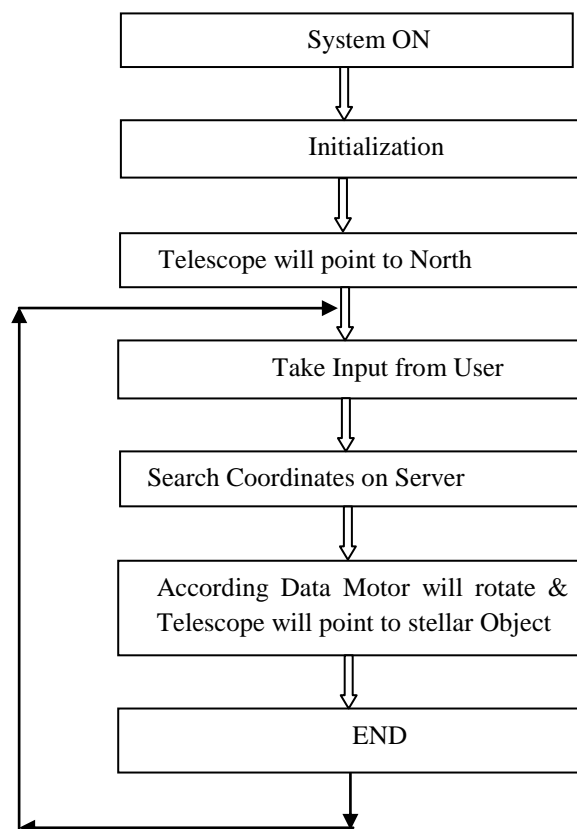 System ON
Initialization
Telescope will point to North
Take Input from User
Search Coordinates on Server
According Data Motor will rotate &
Telescope will point to stellar Object
END